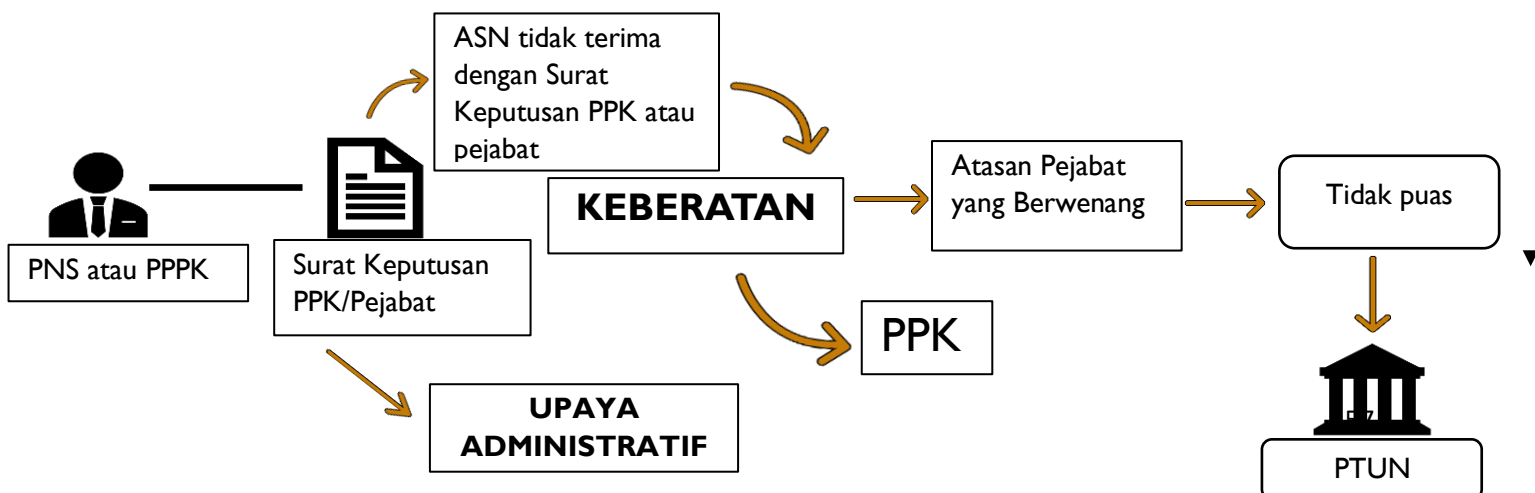 ASN tidak terima
dengan Surat
Keputusan PPK atau
pejabat
PNS atau PPPK
Surat Keputusan
PPK/Pejabat
KEBERATAN
Atasan Pejabat
yang Berwenang
Tidak puas
PPK
UPAYA
ADMINISTRATIF
PTUN